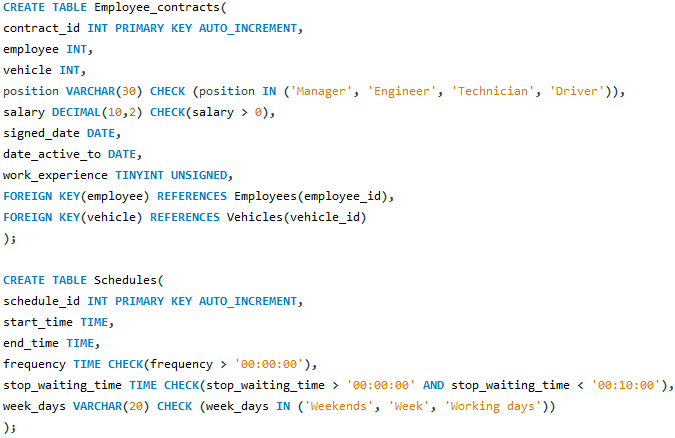 CREATE TABLE Employee_contracts(
contract_id INT PRIMARY KEY AUTO_INCREMENT,
employee INT,
vehicle INT,
position VARCHAR(30) CHECK (position IN ('Manager', 'Engineer', 'Technician', 'Driver')),
salary DECIMAL(10,2) CHECK(salary > 0),
signed_date DATE,
date_active_to DATE,
work_experience TINYINT UNSIGNED,
FOREIGN KEY(employee) REFERENCES Employees(employee_id),
FOREIGN KEY(vehicle) REFERENCES Vehicles(vehicle_id)
);

CREATE TABLE Schedules(
schedule_id INT PRIMARY KEY AUTO_INCREMENT,
start_time TIME,
end_time TIME,
frequency TIME CHECK(frequency > '00:00:00'),
stop_waiting_time TIME CHECK(stop_waiting_time > '00:00:00' AND stop_waiting_time < '00:10:00'),
week_days VARCHAR(20) CHECK (week_days IN ('Weekends', 'Week', 'Working days'))
);